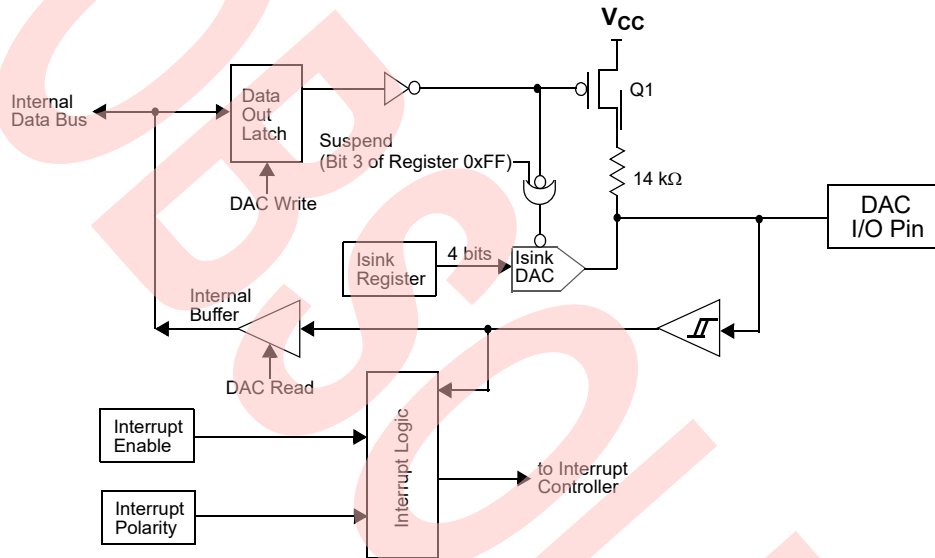 VCC
Q1
Internal
Data Bus
Data
Out
Latch
Suspend
(Bit 3 of Register 0xFF)
14 kΩ
DAC Write
DAC
I/O Pin
Isink
Register
4 bits
Isink
DAC
Internal
Buffer
DAC Read
Interrupt
Enable
Interrupt Logic
to Interrupt
Controller
Interrupt
Polarity